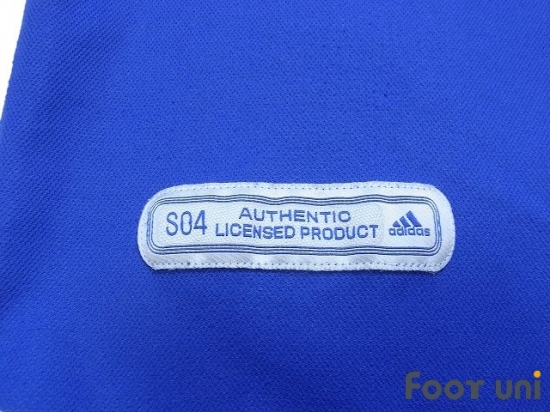 S04 AUTHENTIC
LICENSED PRODUCT
adidas
Foot uni